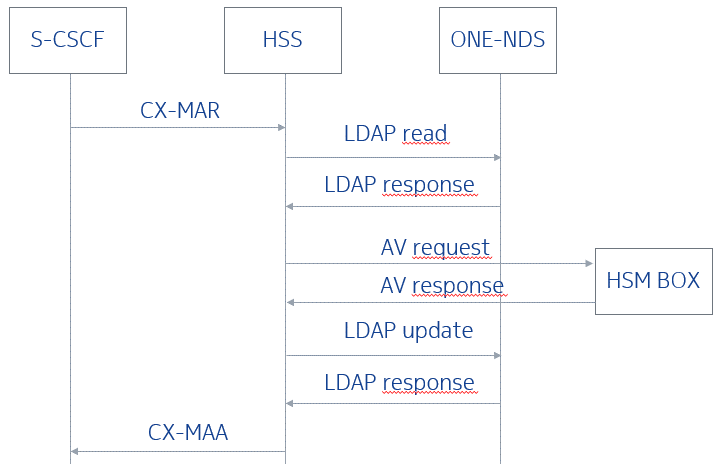 S-CSCF
HSS
ONE-NDS
CX-MAR
LDAP read
LDAP response
AV request
HSM BOX
AV response
LDAP update
LDAP response
CX-MAA